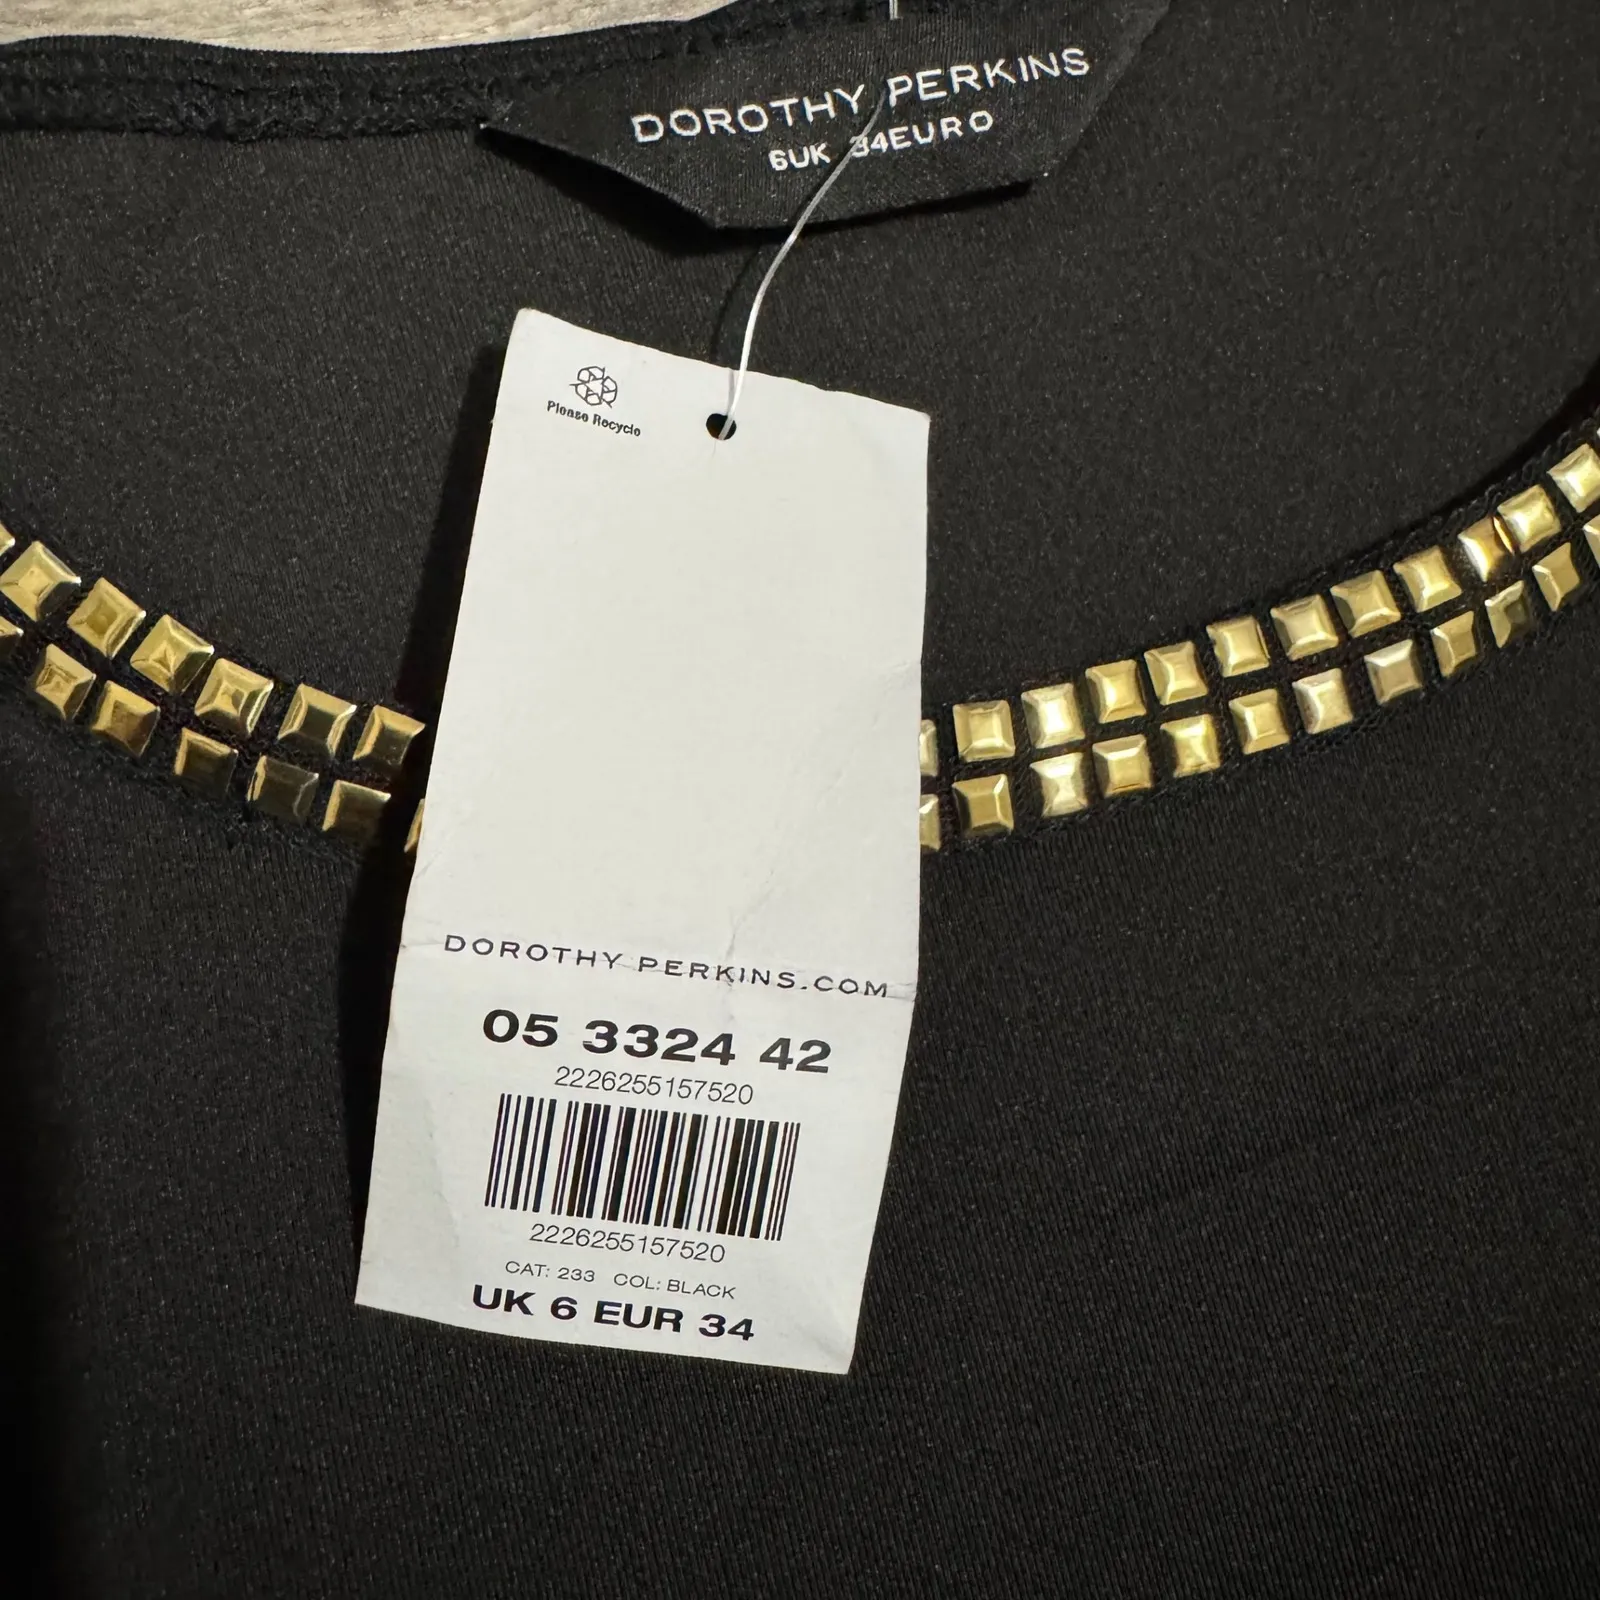 DOROTHY PERKINS
6UK 34EURO
Please Recycle
DOROTHY PERKINS.COM
05 3324 42
2226255157520
2226255157520
CAT: 233 COL: BLACK
UK 6 EUR 34